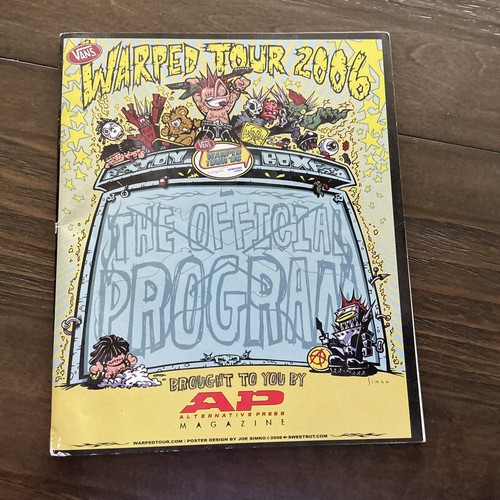 VANS
WARPED TOUR 2006
TOY BOX
VANS
THE OFFICIAL
PROGRAM
SIMKO
BROUGHT TO YOU BY
AP
ALTERNATIVE PRESS
MAGAZINE
WARPEDTOUR.COM / POSTER DESIGN BY JOE SIMKO © 2006 SWEETROT.COM